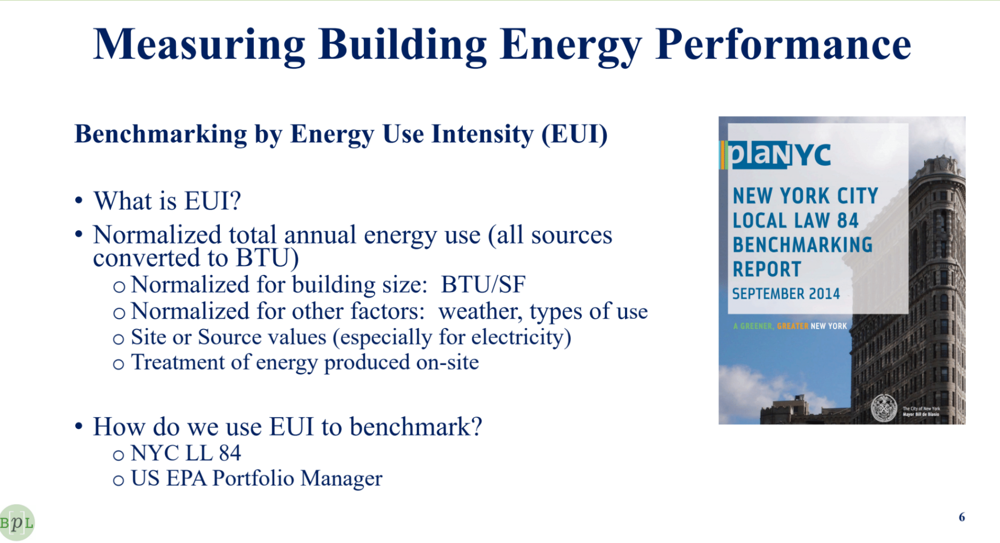 Measuring Building Energy Performance
Benchmarking by Energy Use Intensity (EUI)
• What is EUI?
• Normalized total annual energy use (all sources
converted to BTU)
o Normalized for building size: BTU/SF
o Normalized for other factors: weather, types of use
o Site or Source values (especially for electricity)
o Treatment of energy produced on-site
• How do we use EUI to benchmark?
o NYC LL 84
o US EPA Portfolio Manager
plaNYC
NEW YORK CITY
LOCAL LAW 84
BENCHMARKING
REPORT
SEPTEMBER 2014
A GREENER, GREATER NEW YORK
The City of New York
Mayor Bill de Blasio
B[p]L
6